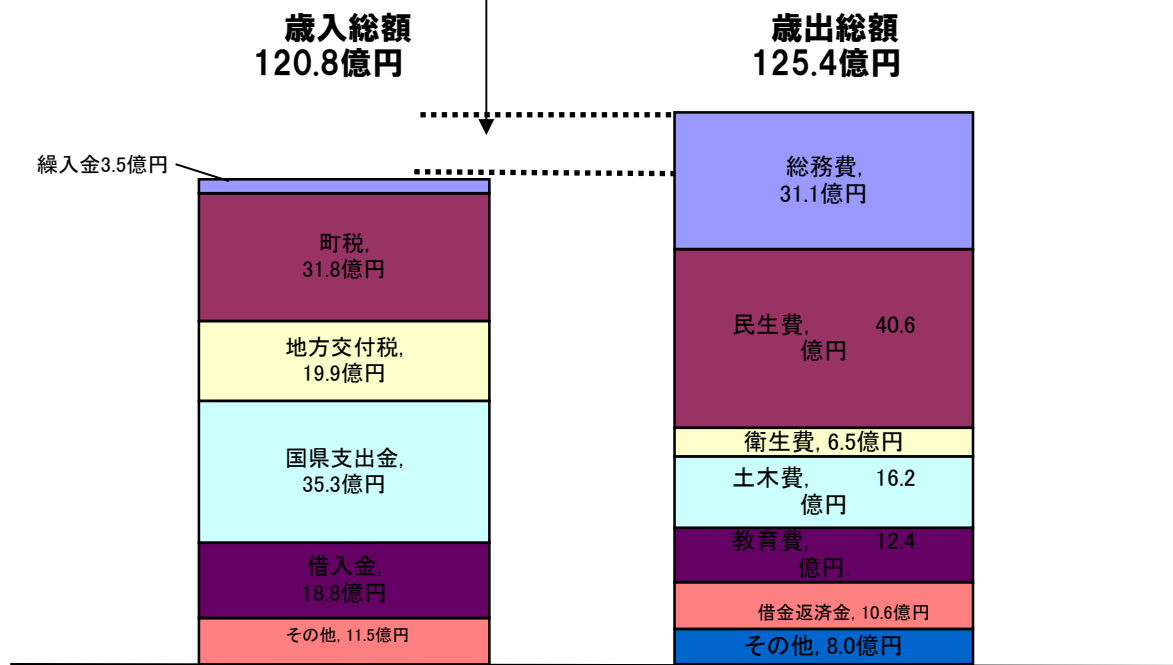 歳入総額
120.8億円
歳出総額
125.4億円
繰入金3.5億円
町税,
31.8億円
地方交付税,
19.9億円
国県支出金,
35.3億円
借入金,
18.8億円
その他, 11.5億円
総務費,
31.1億円
民生費, 40.6
億円
衛生費, 6.5億円
土木費, 16.2
億円
教育費, 12.4
億円.
借金返済金, 10.6億円
その他, 8.0億円